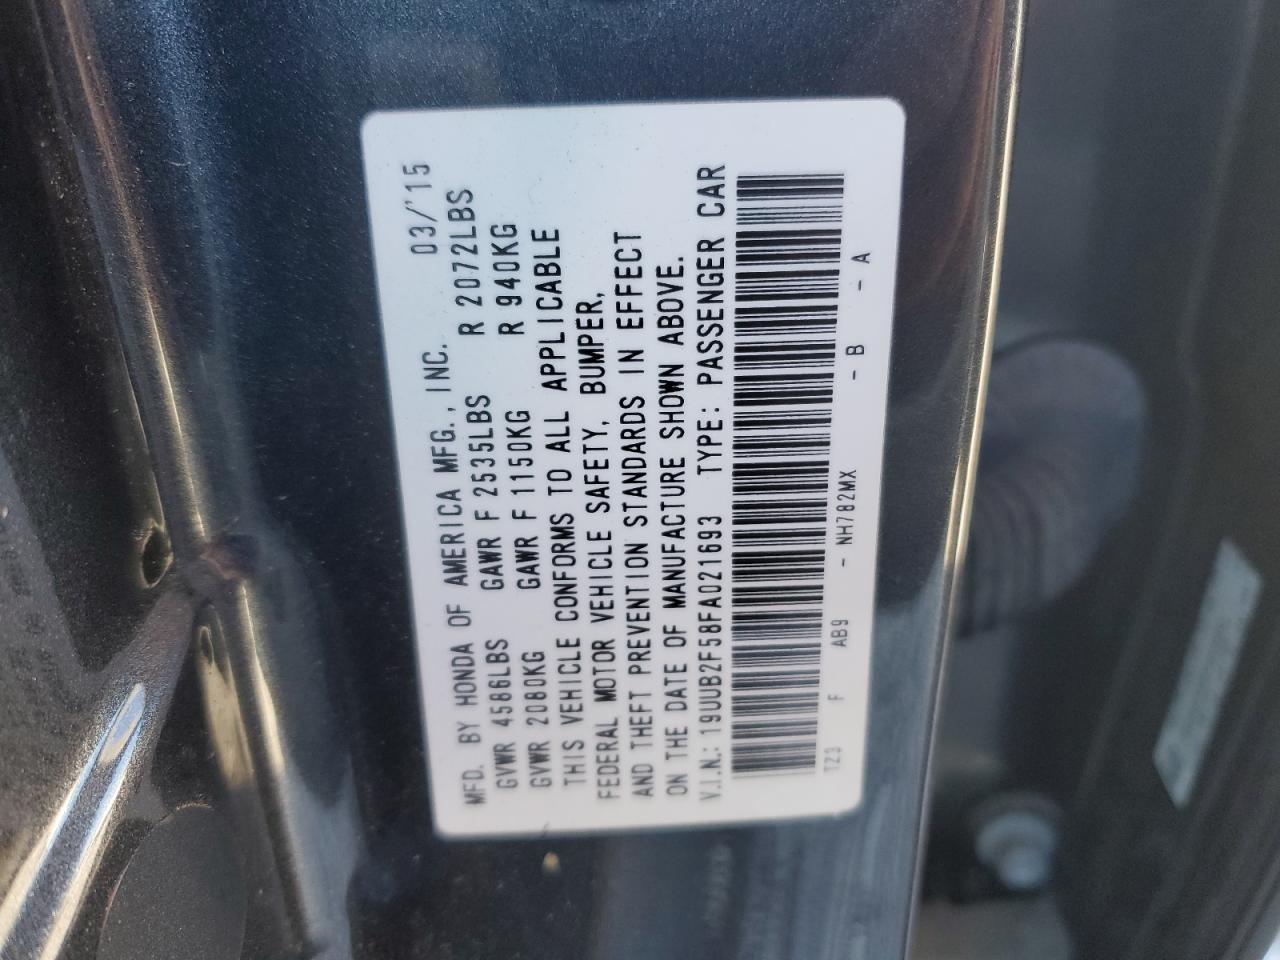 MFD. BY HONDA OF AMERICA MFG., INC. 03/'15
GVWR 4586LBS GAWR F 2535LBS R 2072LBS
GVWR 2080KG GAWR F 1150KG R 940KG
THIS VEHICLE CONFORMS TO ALL APPLICABLE
FEDERAL MOTOR VEHICLE SAFETY, BUMPER,
AND THEFT PREVENTION STANDARDS IN EFFECT
ON THE DATE OF MANUFACTURE SHOWN ABOVE.
V.I.N.: 19UUB2F58FA021693 TYPE: PASSENGER CAR
TZ3 F AB9 - NH782MX - B - A